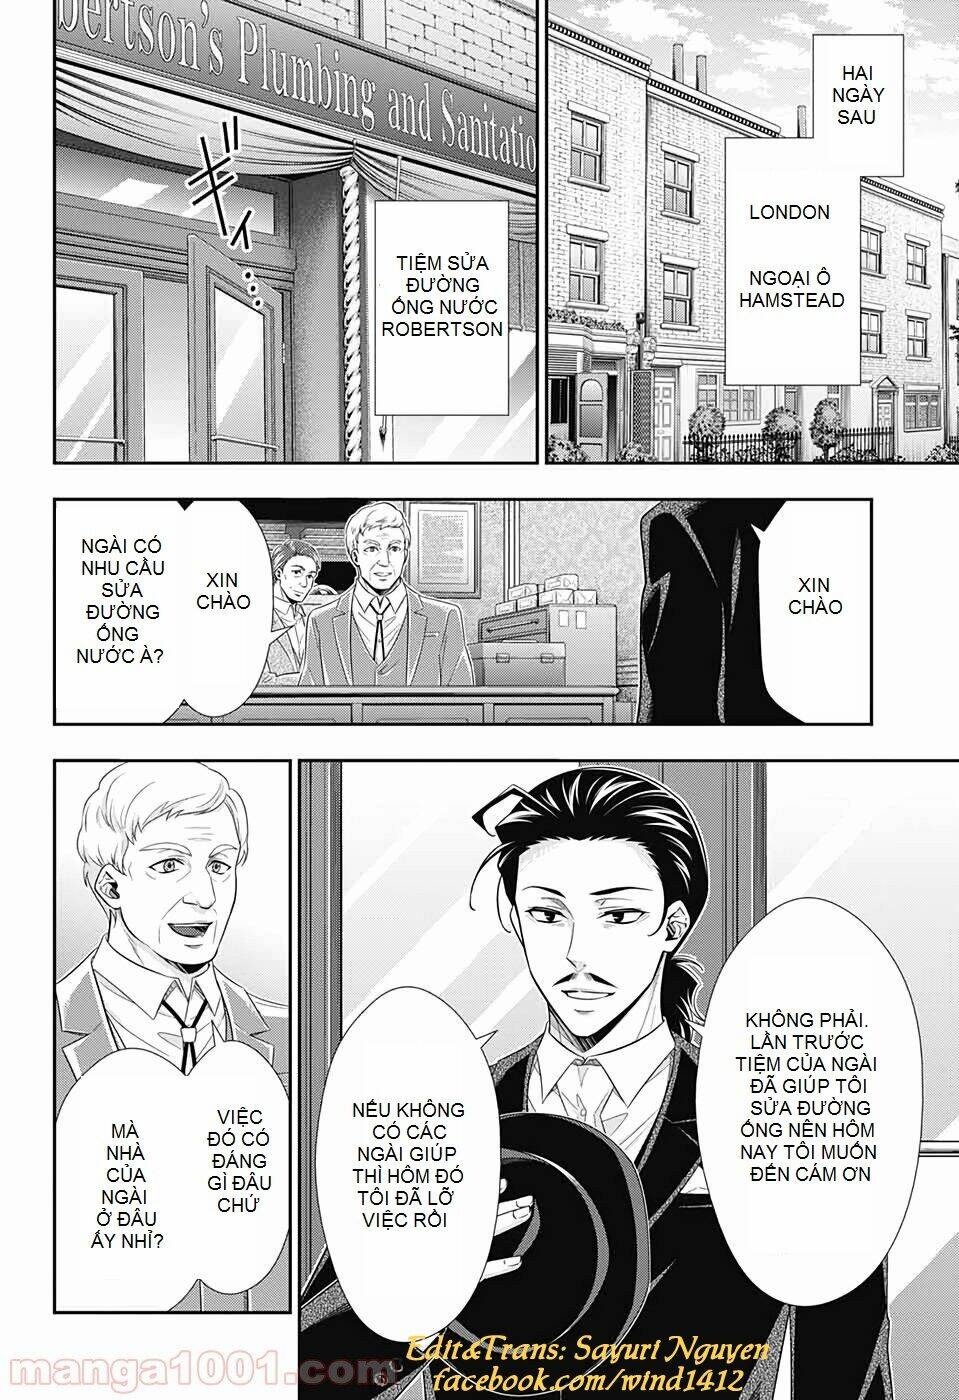 HAI
NGÀY
SAU
LONDON
NGOẠI Ô
HAMSTEAD
bertson's Plumbing and Sanitatio
TIỆM SỬA
ĐƯỜNG
ỐNG NƯỚC
ROBERTSON
XIN
CHÀO
XIN
CHÀO
NGÀI CÓ
NHU CẦU
SỬA
ĐƯỜNG
ỐNG
NƯỚC À?
KHÔNG PHẢI.
LẦN TRƯỚC
TIỆM CỦA NGÀI
ĐÃ GIÚP TÔI
SỬA ĐƯỜNG
ỐNG NÊN HÔM
NAY TÔI MUỐN
ĐẾN CÁM ƠN
NẾU KHÔNG
CÓ CÁC
NGÀI GIÚP
THÌ HÔM ĐÓ
TÔI ĐÃ LỠ
VIỆC RỒI
VIỆC
ĐÓ CÓ
ĐÁNG
GÌ ĐÂU
CHỨ
MÀ
NHÀ
CỦA
NGÀI
Ở ĐÂU
ẤY NHỈ?
Edit&Trans: Sayuri Nguyen
facebook.com/wind1412
manga1001.com